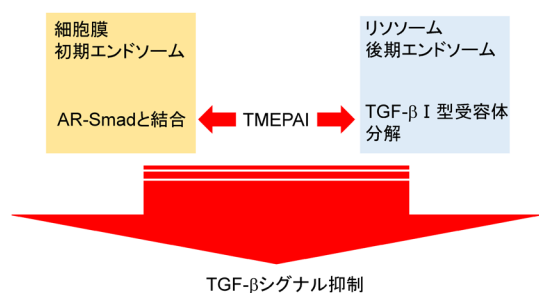 細胞膜
初期エンドソーム
AR-Smadと結合
TMEPAI
リソソーム
後期エンドソーム
TGF-βⅠ型受容体
分解
TGF-βシグナル抑制